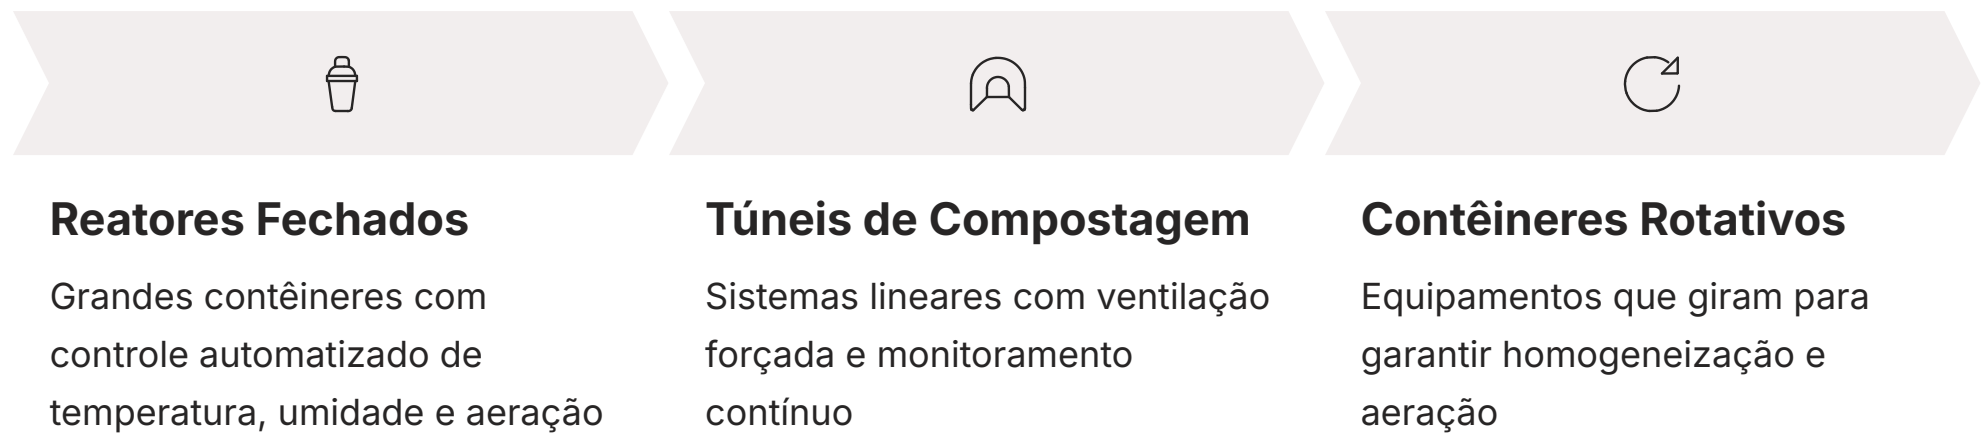 Reatores Fechados
Grandes contêineres com
controle automatizado de
temperatura, umidade e aeração
Túneis de Compostagem
Sistemas lineares com ventilação
forçada e monitoramento
contínuo
Contêineres Rotativos
Equipamentos que giram para
garantir homogeneização e
aeração